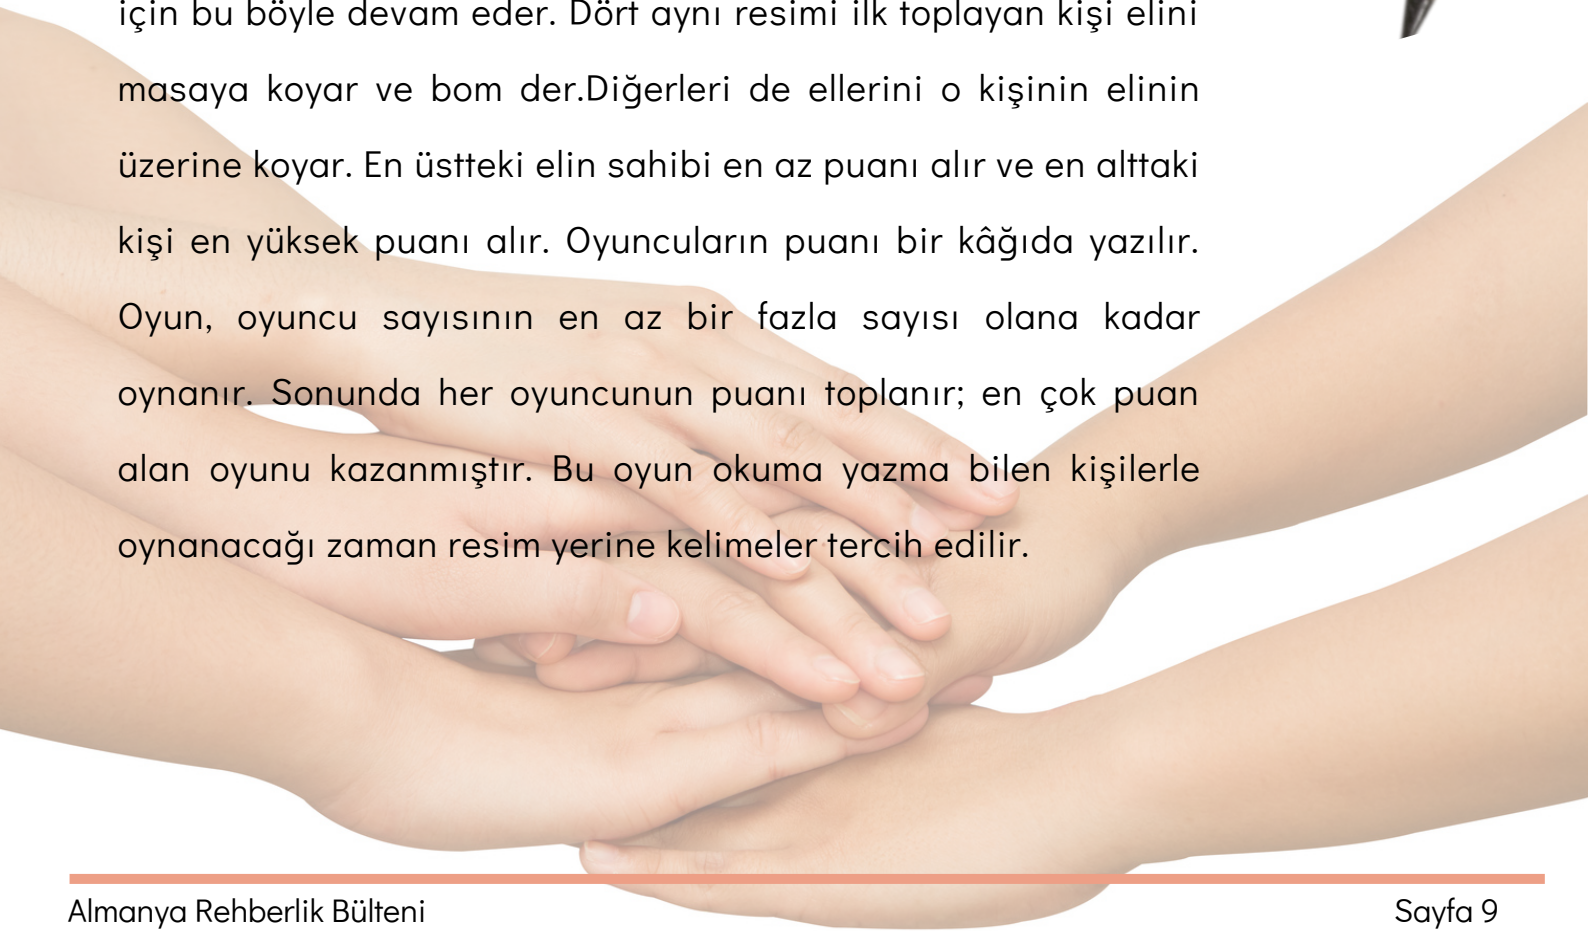 için bu böyle devam eder. Dört aynı resimi ilk toplayan kişi elini
masaya koyar ve bom der.Diğerleri de ellerini o kişinin elinin
üzerine koyar. En üstteki elin sahibi en az puanı alır ve en alttaki
kişi en yüksek puanı alır. Oyuncuların puanı bir kâğıda yazılır.
Oyun, oyuncu sayısının en az bir fazla sayısı olana kadar
oynanır. Sonunda her oyuncunun puanı toplanır; en çok puan
alan oyunu kazanmıştır. Bu oyun okuma yazma bilen kişilerle
oynanacağı zaman resim yerine kelimeler tercih edilir.
Almanya Rehberlik Bülteni
Sayfa 9